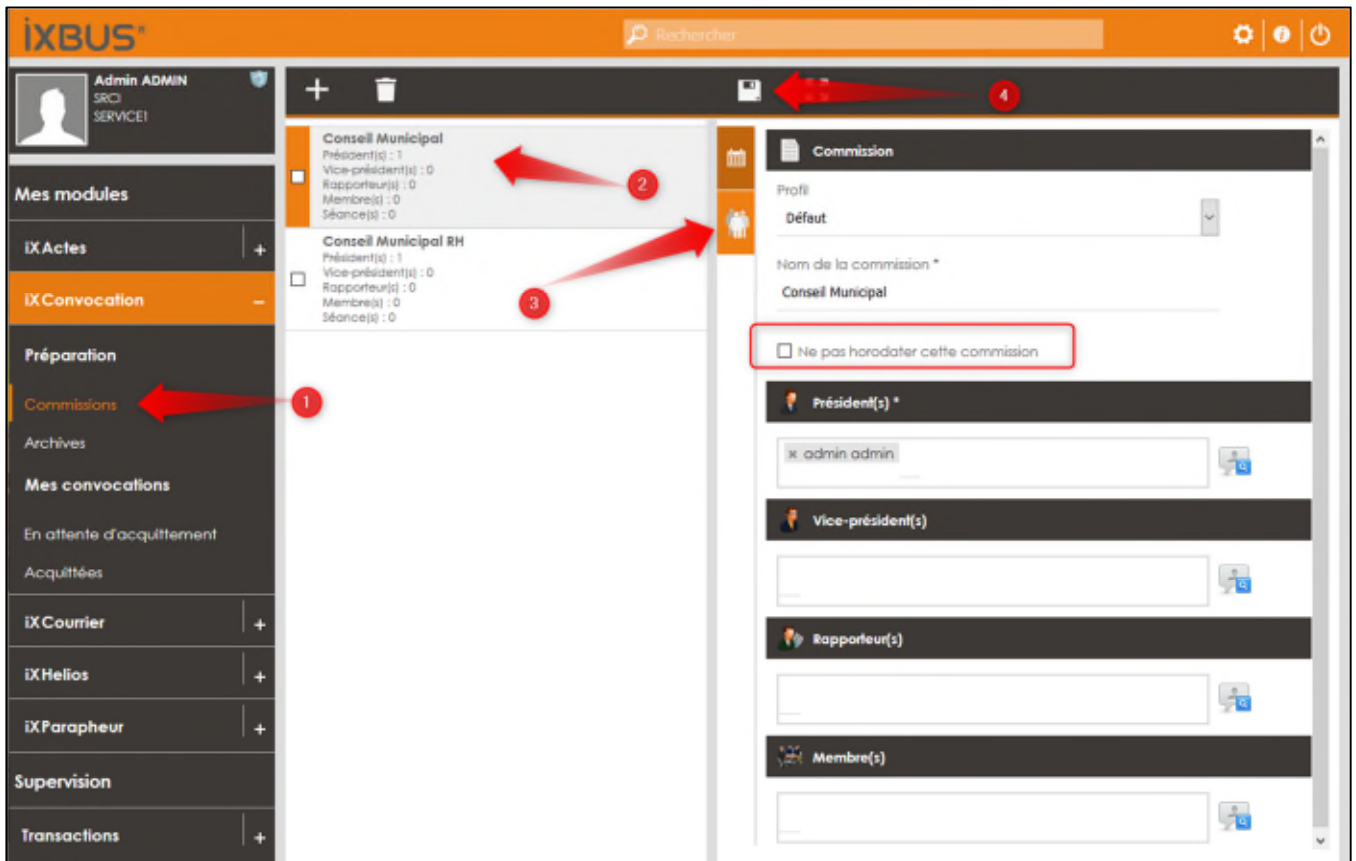 iXBUS
Rechercher
Admin ADMIN
SRCI
SERVICE1
Mes modules
iXActes
+
iXConvocation
-
Préparation
Commissions
Archives
Mes convocations
En attente d'acquittement
Acquittées
iXCourrier
+
iXHelios
+
iXParapheur
+
Supervision
Transactions
+
1
Conseil Municipal
Président(s) : 1
Vice-président(s) : 0
Rapporteur(s) : 0
Membre(s) : 0
Séance(s) : 0
2
Conseil Municipal RH
Président(s) : 1
Vice-président(s) : 0
Rapporteur(s) : 0
Membre(s) : 0
Séance(s) : 0
3
4
Commission
Profil
Défaut
Nom de la commission *
Conseil Municipal
Ne pas horodater cette commission
Président(s) *
admin admin
Vice-président(s)
Rapporteur(s)
Membre(s)